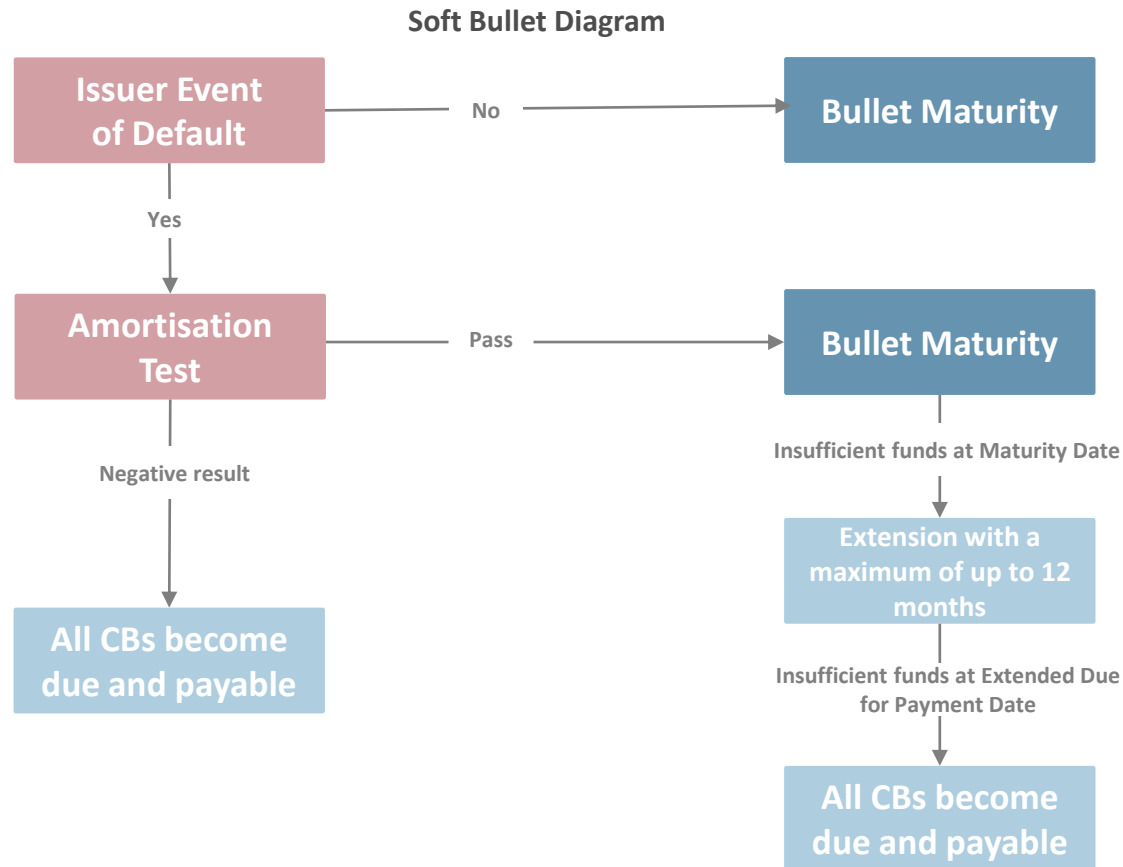 Soft Bullet Diagram
Issuer Event
of Default
No
Bullet Maturity
Yes
Amortisation
Test
Pass
Bullet Maturity
Negative result
Insufficient funds at Maturity Date
Extension with a
maximum of up to 12
months
All CBs become
due and payable
Insufficient funds at Extended Due
for Payment Date
All CBs become
due and payable